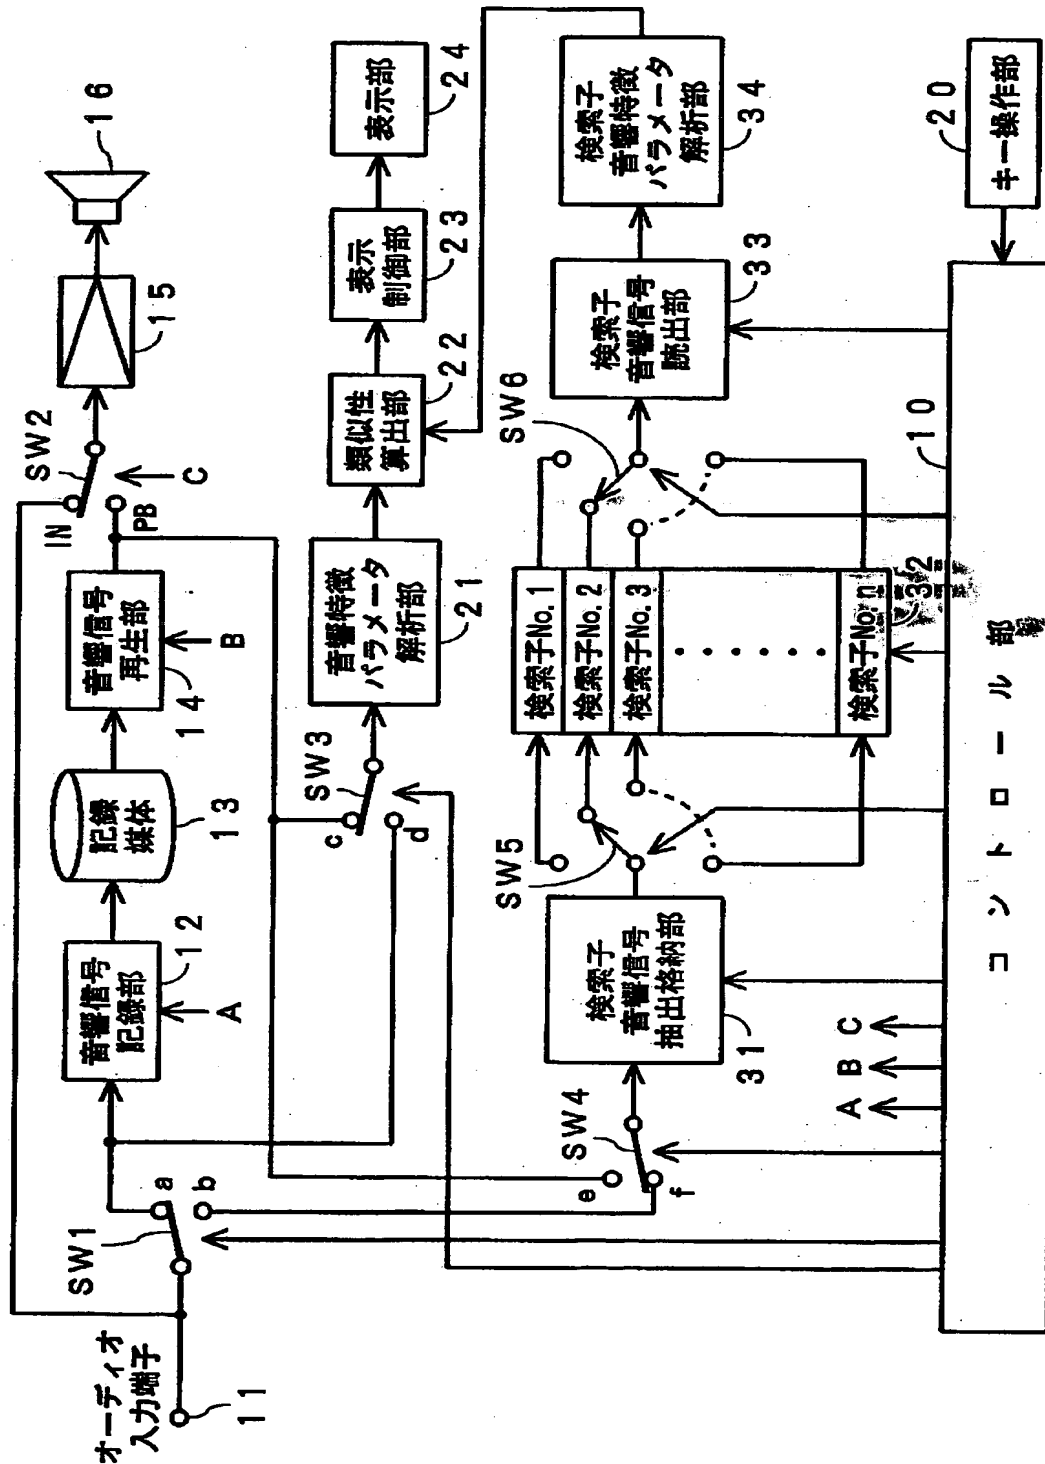 オーディオ
入力端子
11
SW1
a
b
音響信号
記録部
12
A
記録
媒体
13
音響信号
再生部
14
B
IN
PB
SW2
C
15
16
SW3
c
d
音響特徴
パラメータ
解析部
21
類似性
算出部
22
表示
制御部
23
表示部
24
SW4
e
f
検索子
音響信号
抽出格納部
31
SW5
検索子No.1
検索子No.2
検索子No.3
検索子No.n
32
SW6
検索子
音響信号
読出部
33
検索子
音響特徴
パラメータ
解析部
34
A
B
C
コントロール部
10
キー操作部
20